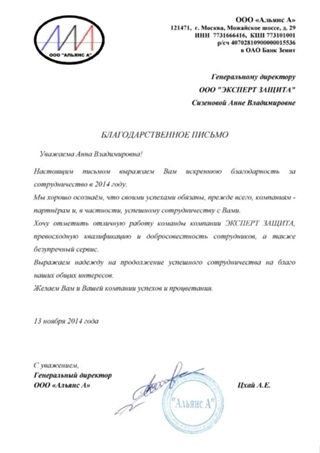 ООО "АЛЬЯНС А"
ООО «Альянс А»
121471, г. Москва, Можайское шоссе, д. 29
ИНН 7731666416, КПП 773101001
р/сч 40702810900000015536
в ОАО Банк Зенит
Генеральному директору
ООО "ЭКСПЕРТ ЗАЩИТА"
Сизеновой Анне Владимировне
БЛАГОДАРСТВЕННОЕ ПИСЬМО
Уважаемая Анна Владимировна!
Настоящим письмом выражаем Вам искреннюю благодарность за
сотрудничество в 2014 году.
Мы хорошо осознаём, что своими успехами обязаны, прежде всего, компаниям -
партнёрам и, в частности, успешному сотрудничеству с Вами.
Хочу отметить отличную работу команды компании ЭКСПЕРТ ЗАЩИТА,
превосходную квалификацию и добросовестность сотрудников, а также
безупречный сервис.
Выражаем надежду на продолжение успешного сотрудничества на благо
наших общих интересов.
Желаем Вам и Вашей компании успехов и процветания.
13 ноября 2014 года
С уважением,
Генеральный директор
ООО «Альянс А»
Цхай А.Е.
"Альянс А"